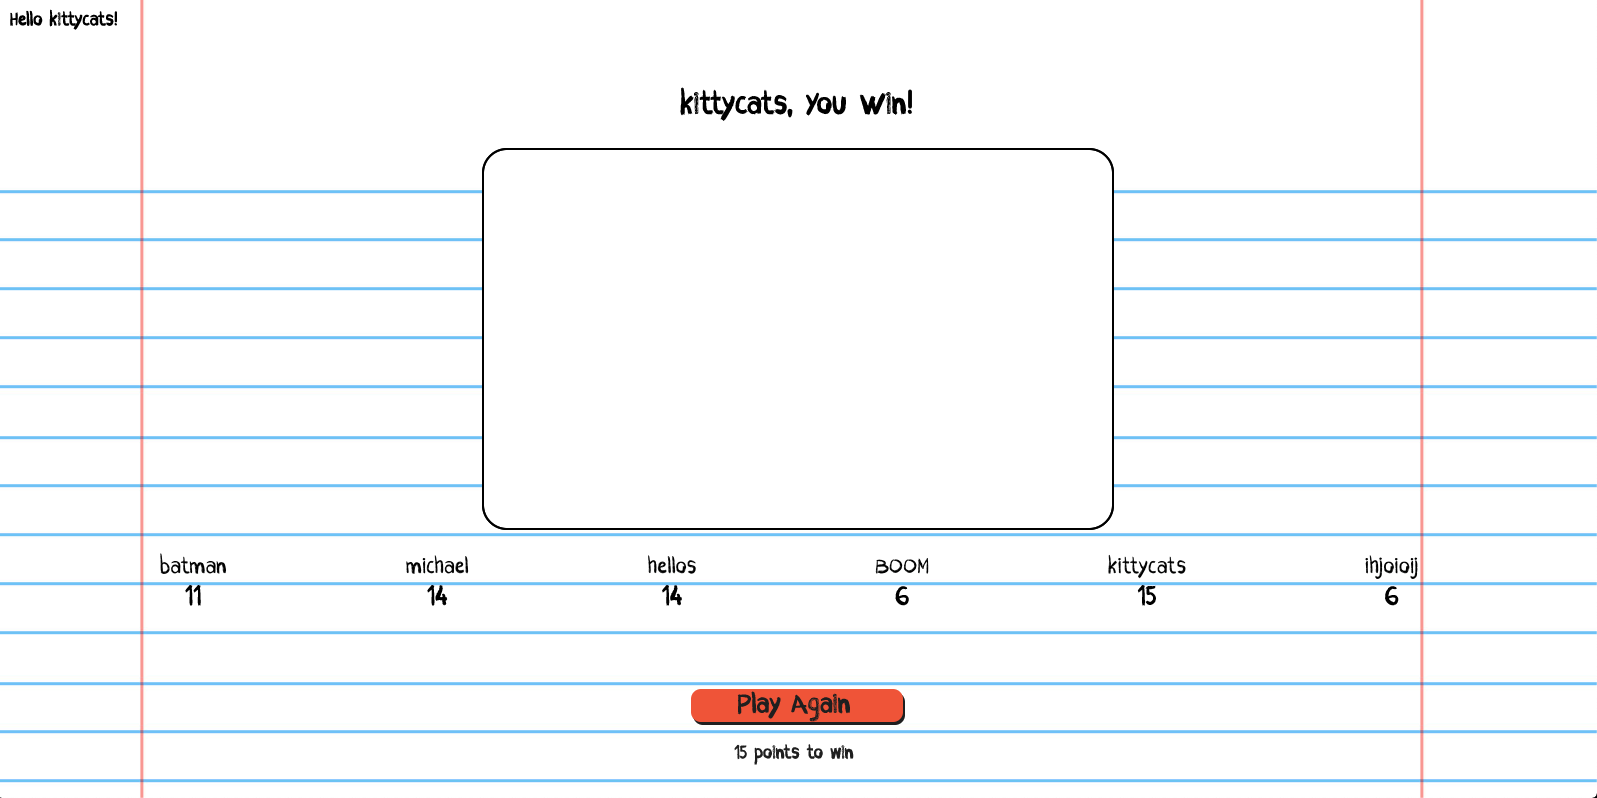 Hello kittycats!
kittycats, you win!
batman michael hellos BOOM kittycats ihjoioij
11 14 14 6 15 6
Play Again
15 points to win